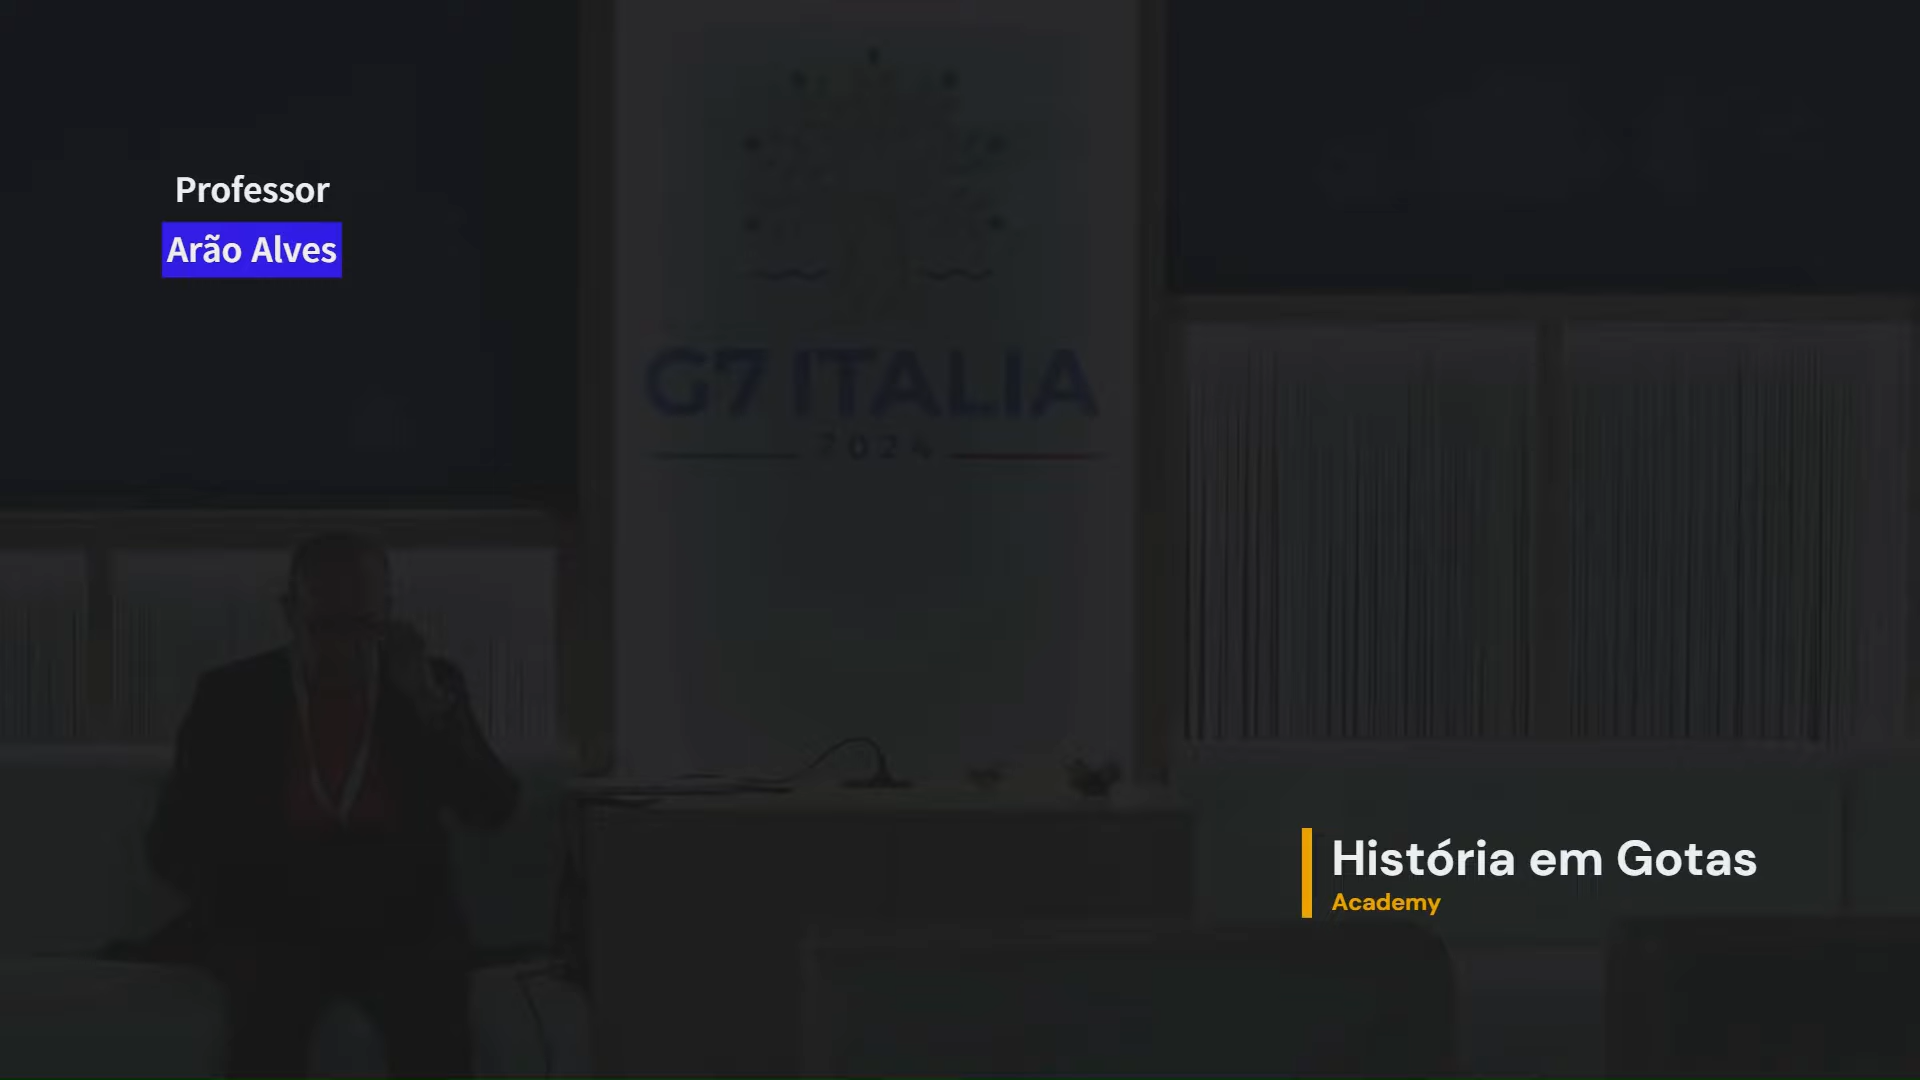 Professor
Arão Alves
G7 ITALIA
2024
História em Gotas
Academy